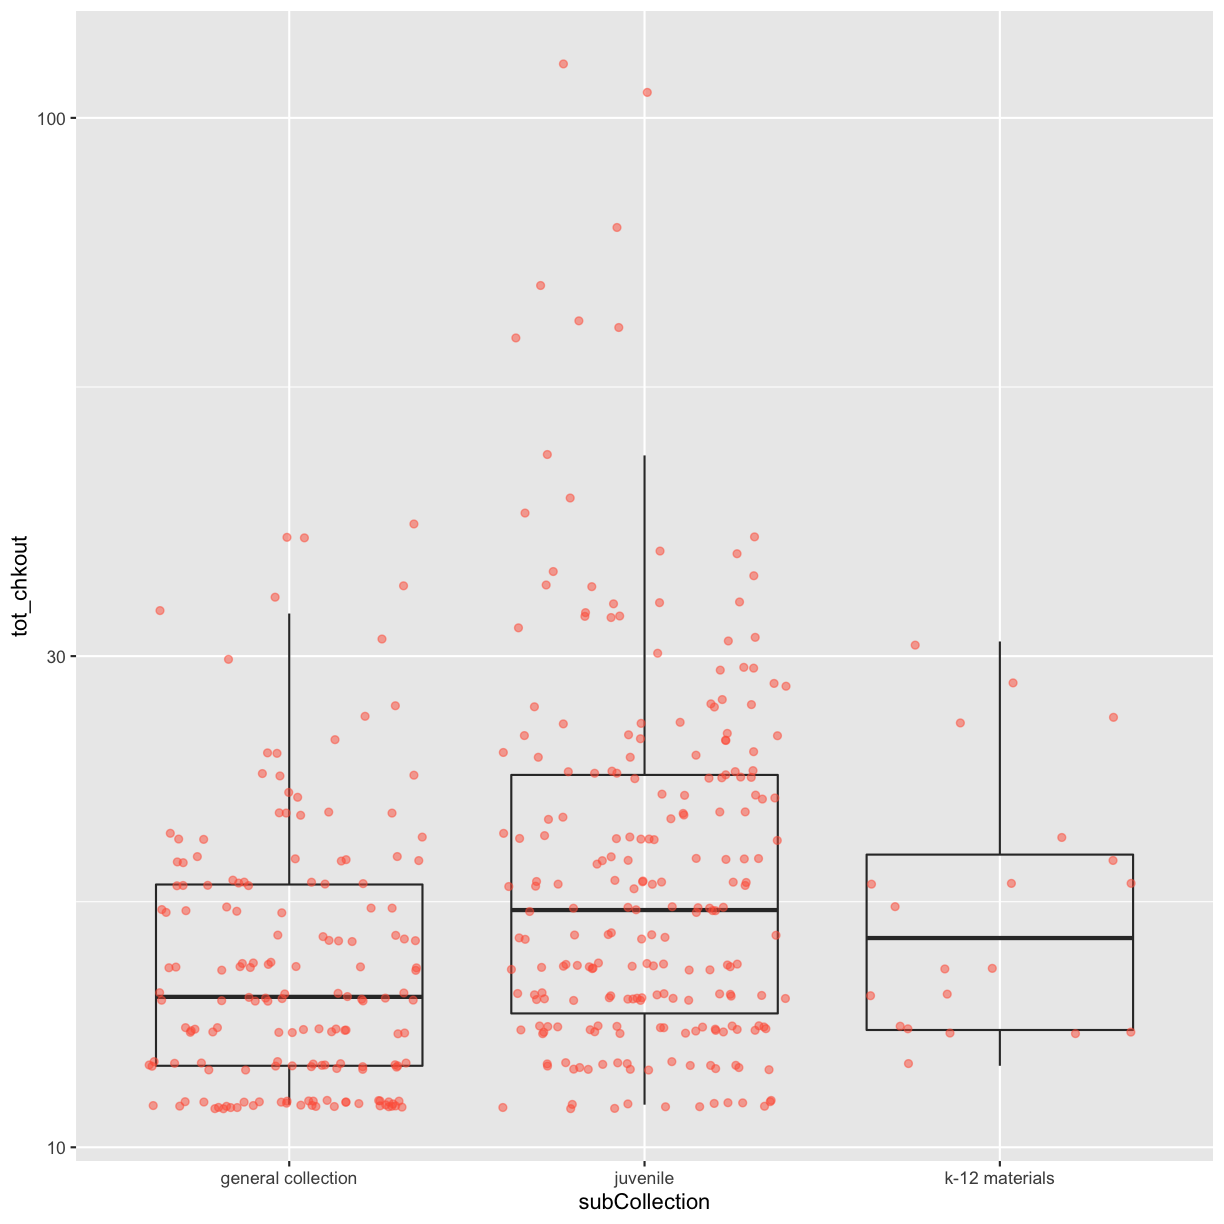 100
30
10
tot_chkout
general collection
juvenile
k-12 materials
subCollection